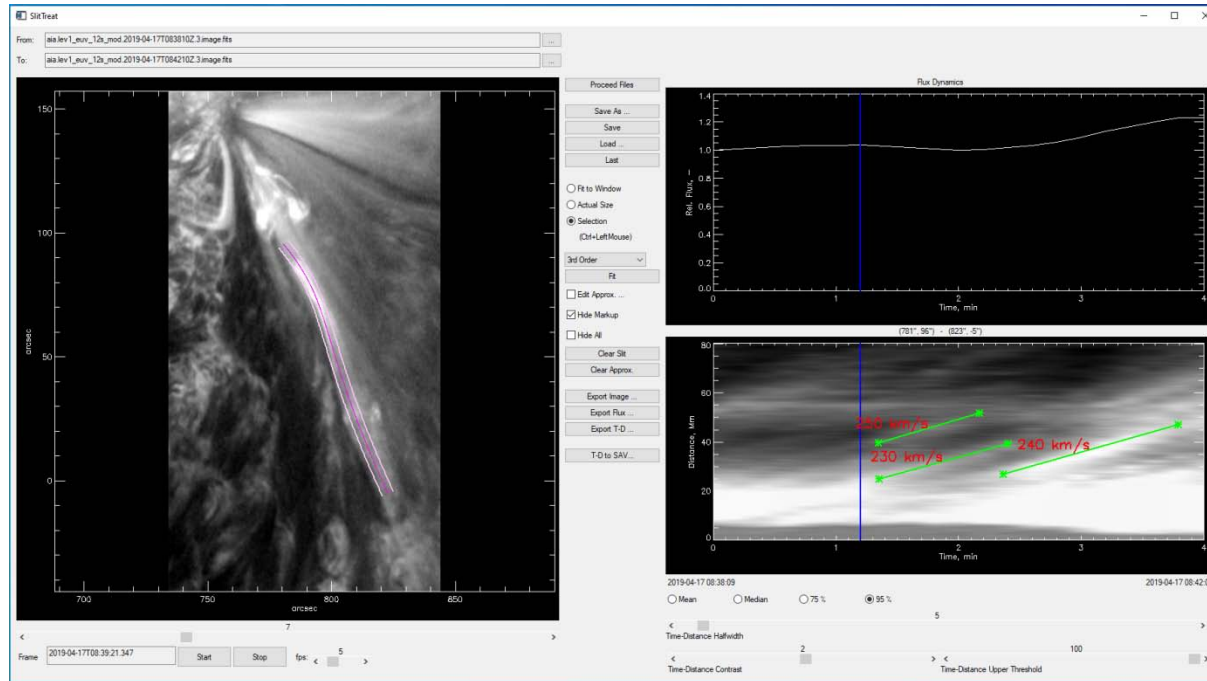 SlitTreat
From: aia.lev1_euv_12s_mod.2019-04-17T083810Z.3.image.fits ...
To: aia.lev1_euv_12s_mod.2019-04-17T084210Z.3.image.fits ...
150
100
50
0
arcsec
700 750 800 850
arcsec
7
Frame 2019-04-17T08:39:21.347 Start Stop fps: 5
Proceed Files
Save As ...
Save
Load ...
Last
Fit to Window
Actual Size
Selection
(Ctrl+LeftMouse)
3rd Order
Fit
Edit Approx. ...
Hide Markup
Hide All
Clear Slit
Clear Approx.
Export Image ...
Export Flux ...
Export T-D ...
T-D to SAV...
Flux Dynamics
1.4
1.2
1.0
0.8
0.6
0.4
0.2
0.0
Rel. Flux, –
0 1 2 3 4
Time, min
(781", 96") - (823", -5")
80
60
40
20
0
Distance, Mm
250 km/s
230 km/s
240 km/s
0 1 2 3 4
Time, min
2019-04-17 08:38:09 2019-04-17 08:42:0
Mean Median 75 % 95 %
5
Time-Distance Halfwidth
2 100
Time-Distance Contrast Time-Distance Upper Threshold